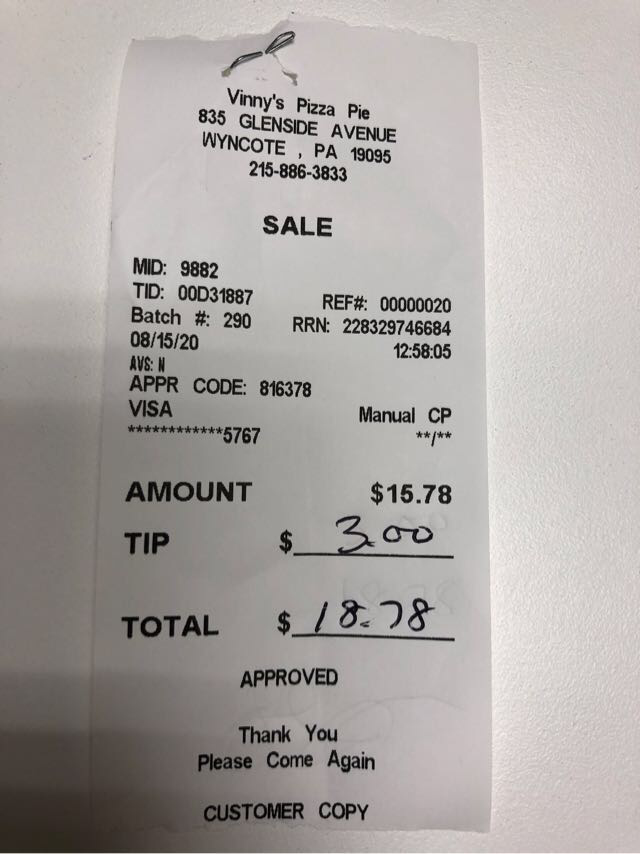 Vinny's Pizza Pie
835 GLENSIDE AVENUE
WYNCOTE , PA 19095
215-886-3833
SALE
MID: 9882
TID: 00D31887 REF#: 00000020
Batch #: 290 RRN: 228329746684
08/15/20 12:58:05
AVS: N
APPR CODE: 816378
VISA Manual CP
************5767 **/**
AMOUNT $15.78
TIP $ 3.00
TOTAL $ 18.78
APPROVED
Thank You
Please Come Again
CUSTOMER COPY